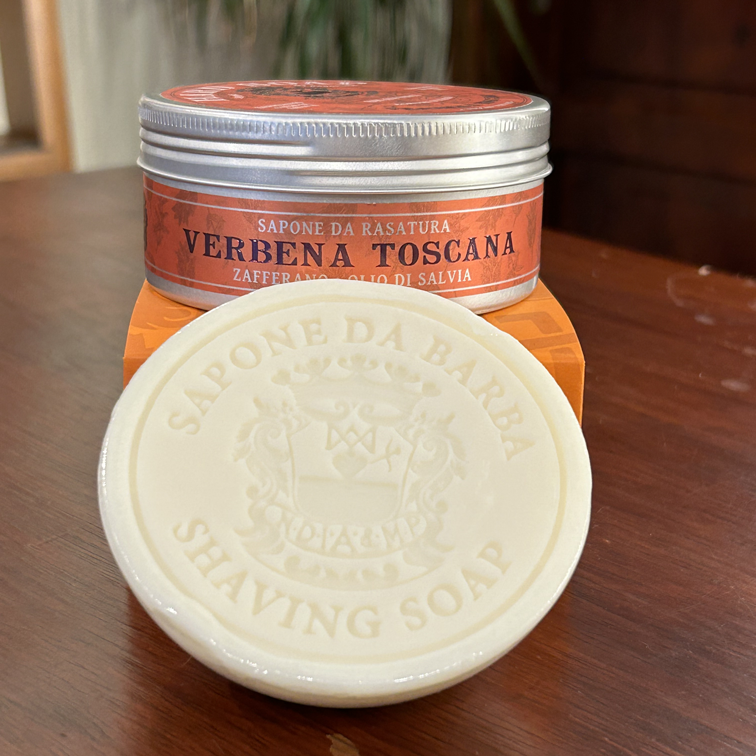 SAPONE DA RASATURA
VERBENA TOSCANA
ZAFFERANO OLIO DI SALVIA
SAPONE DA BARBA
SHAVING SOAP